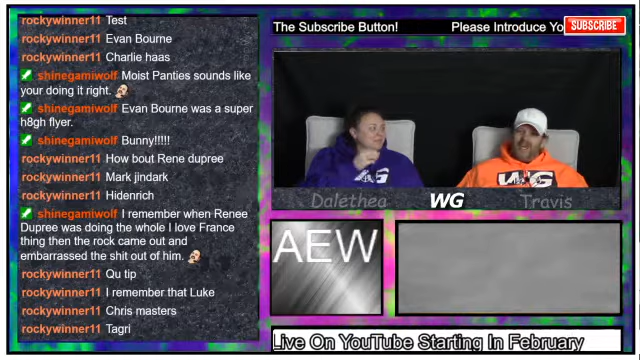 rockywinner11 Test
rockywinner11 Evan Bourne
rockywinner11 Charlie haas
shinegamiwolf Moist Panties sounds like
your doing it right.
shinegamiwolf Evan Bourne was a super
h8gh flyer.
shinegamiwolf Bunny!!!!!
rockywinner11 How bout Rene dupree
rockywinner11 Mark jindark
rockywinner11 Hidenrich
shinegamiwolf I remember when Renee
Dupree was doing the whole I love France
thing then the rock came out and
embarrassed the shit out of him.
rockywinner11 Qu tip
rockywinner11 I remember that Luke
rockywinner11 Chris masters
rockywinner11 Tagri
The Subscribe Button! Please Introduce Yo
SUBSCRIBE
WG
Dalethea WG Travis
AEW
Live On YouTube Starting In February